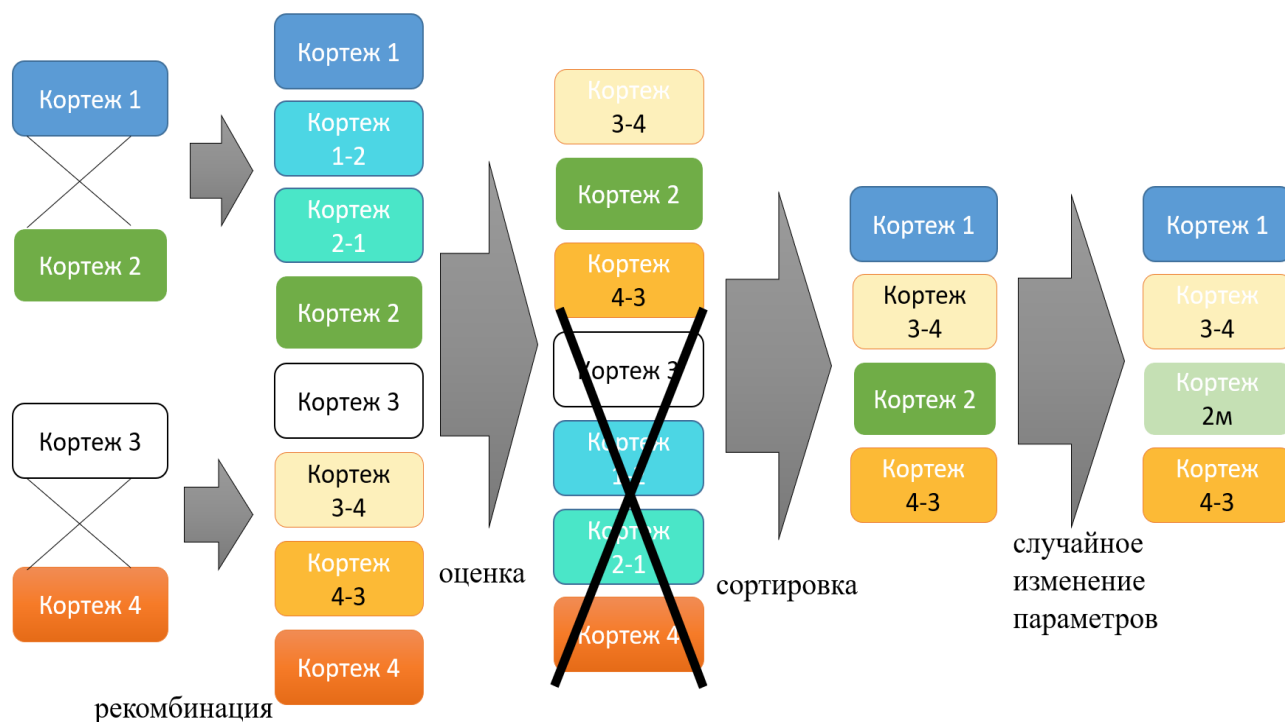 Кортеж 1
Кортеж 2
Кортеж 3
Кортеж 4
рекомбинация
Кортеж 1
Кортеж
1-2
Кортеж
2-1
Кортеж 2
Кортеж 3
Кортеж
3-4
Кортеж
4-3
Кортеж 4
оценка
Кортеж
3-4
Кортеж 2
Кортеж
4-3
Кортеж 3
Кортеж
1-2
Кортеж
2-1
Кортеж 4
сортировка
Кортеж 1
Кортеж
3-4
Кортеж 2
Кортеж
4-3
случайное
изменение
параметров
Кортеж 1
Кортеж
3-4
Кортеж
2м
Кортеж
4-3